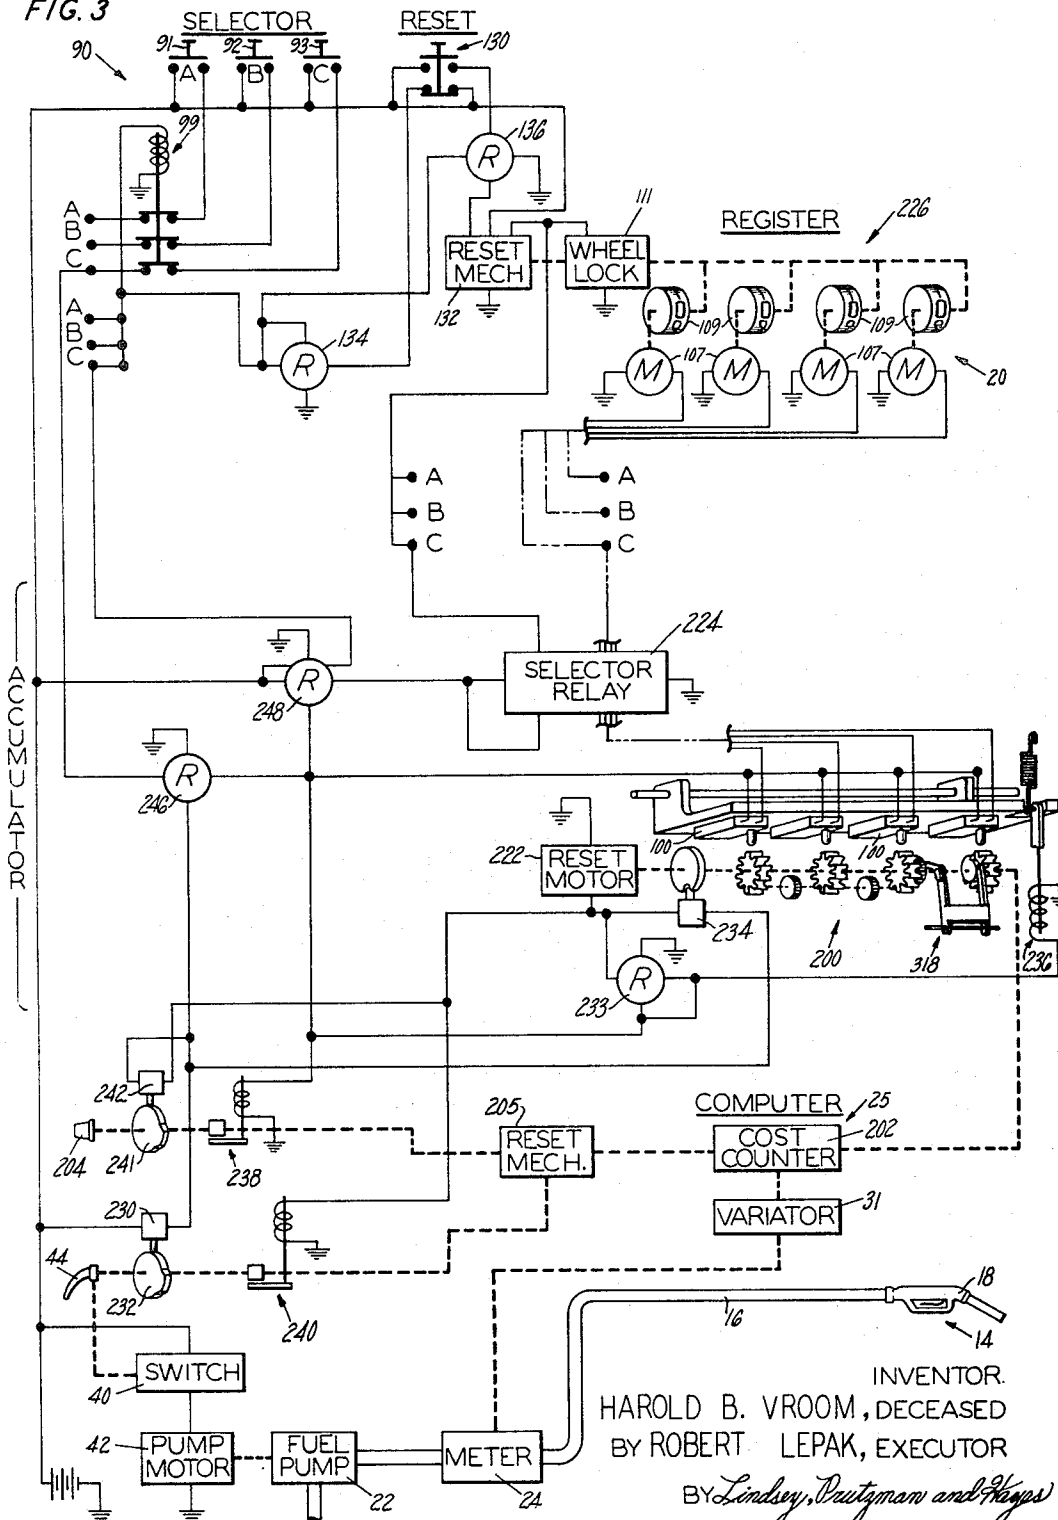 FIG. 3
SELECTOR
RESET
90
91
92
93
130
A
B
C
99
136
R
A
B
C
111
REGISTER
226
RESET
MECH
132
WHEEL
LOCK
109
109
A
B
C
134
R
M
M
M
M
107
107
20
A
B
C
A
B
C
ACCUMULATOR
224
SELECTOR
RELAY
R
248
R
246
100
100
222
RESET
MOTOR
234
200
318
236
R
233
242
204
241
238
205
RESET
MECH.
COMPUTER
25
COST
COUNTER
202
VARIATOR
31
230
44
232
240
16
18
14
SWITCH
40
42
PUMP
MOTOR
FUEL
PUMP
22
METER
24
INVENTOR.
HAROLD B. VROOM, DECEASED
BY ROBERT LEPAK, EXECUTOR
BY Lindsey, Prutzman and Hayes